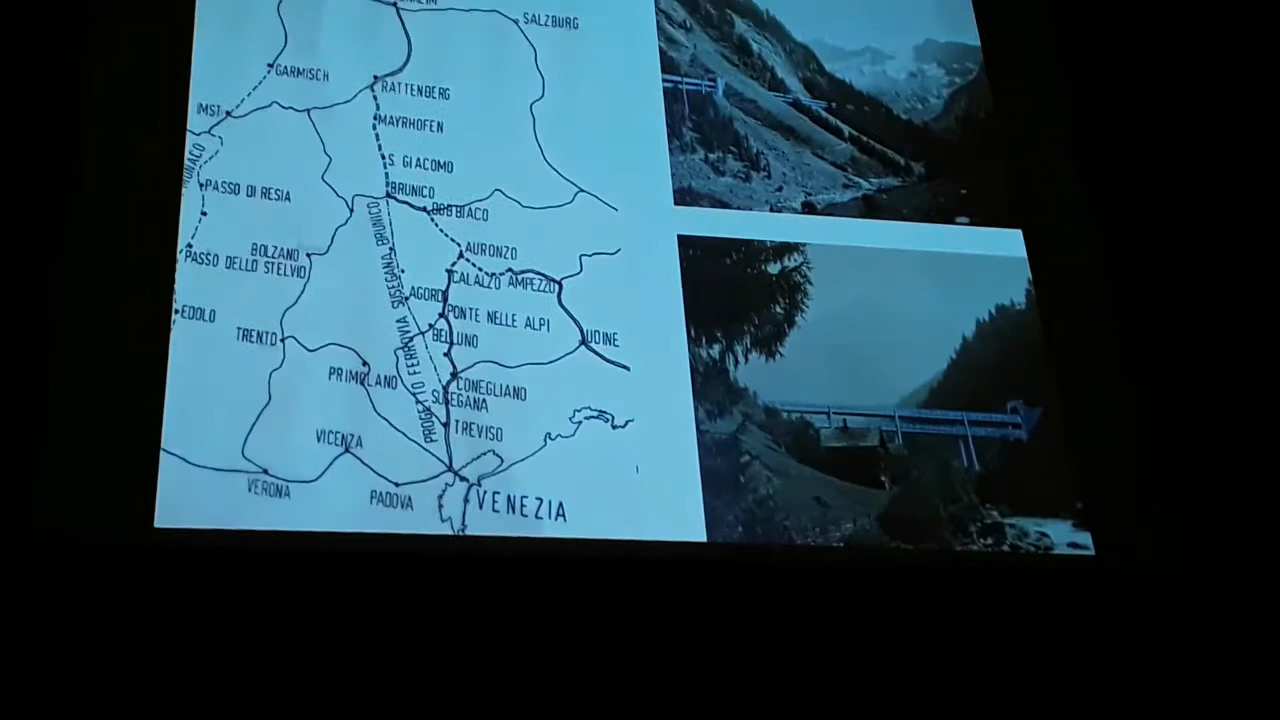 SALZBURG
GARMISCH
RATTENBERG
IMST
MAYRHOFEN
S. GIACOMO
PASSO DI RESIA
BRUNICO
DOBBIACO
BOLZANO
AURONZO
PASSO DELLO STELVIO
CALALZO AMPEZZO
EDOLO
PONTE NELLE ALPI
TRENTO
BELLUNO
UDINE
PRIMOLANO
CONEGLIANO
SUSEGANA
PROGETTO FERROVIA SUSEGANA BRUNICO
TREVISO
VICENZA
VERONA
PADOVA
VENEZIA